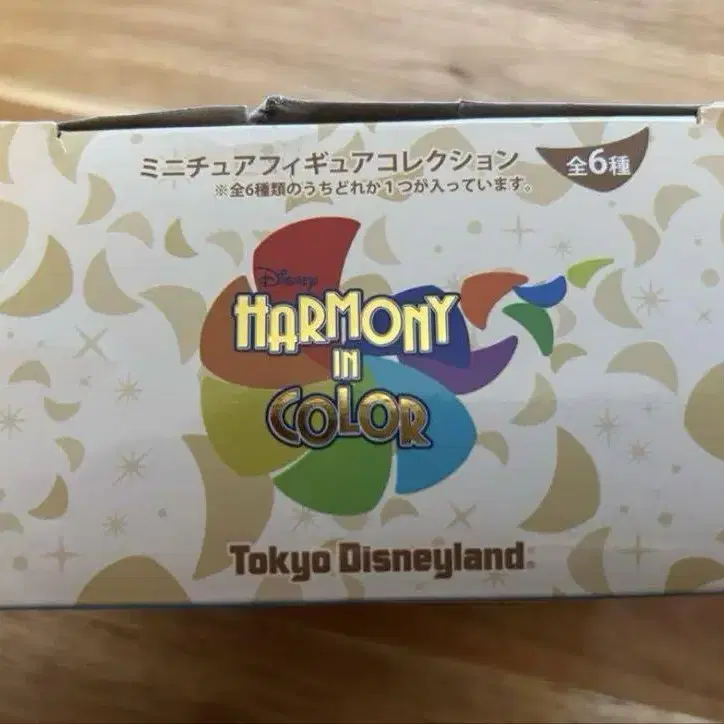 ミニチュアフィギュアコレクション
全6種
※全6種類のうちどれか1つが入っています。
Disney
HARMONY
IN
COLOR
Tokyo Disneyland®